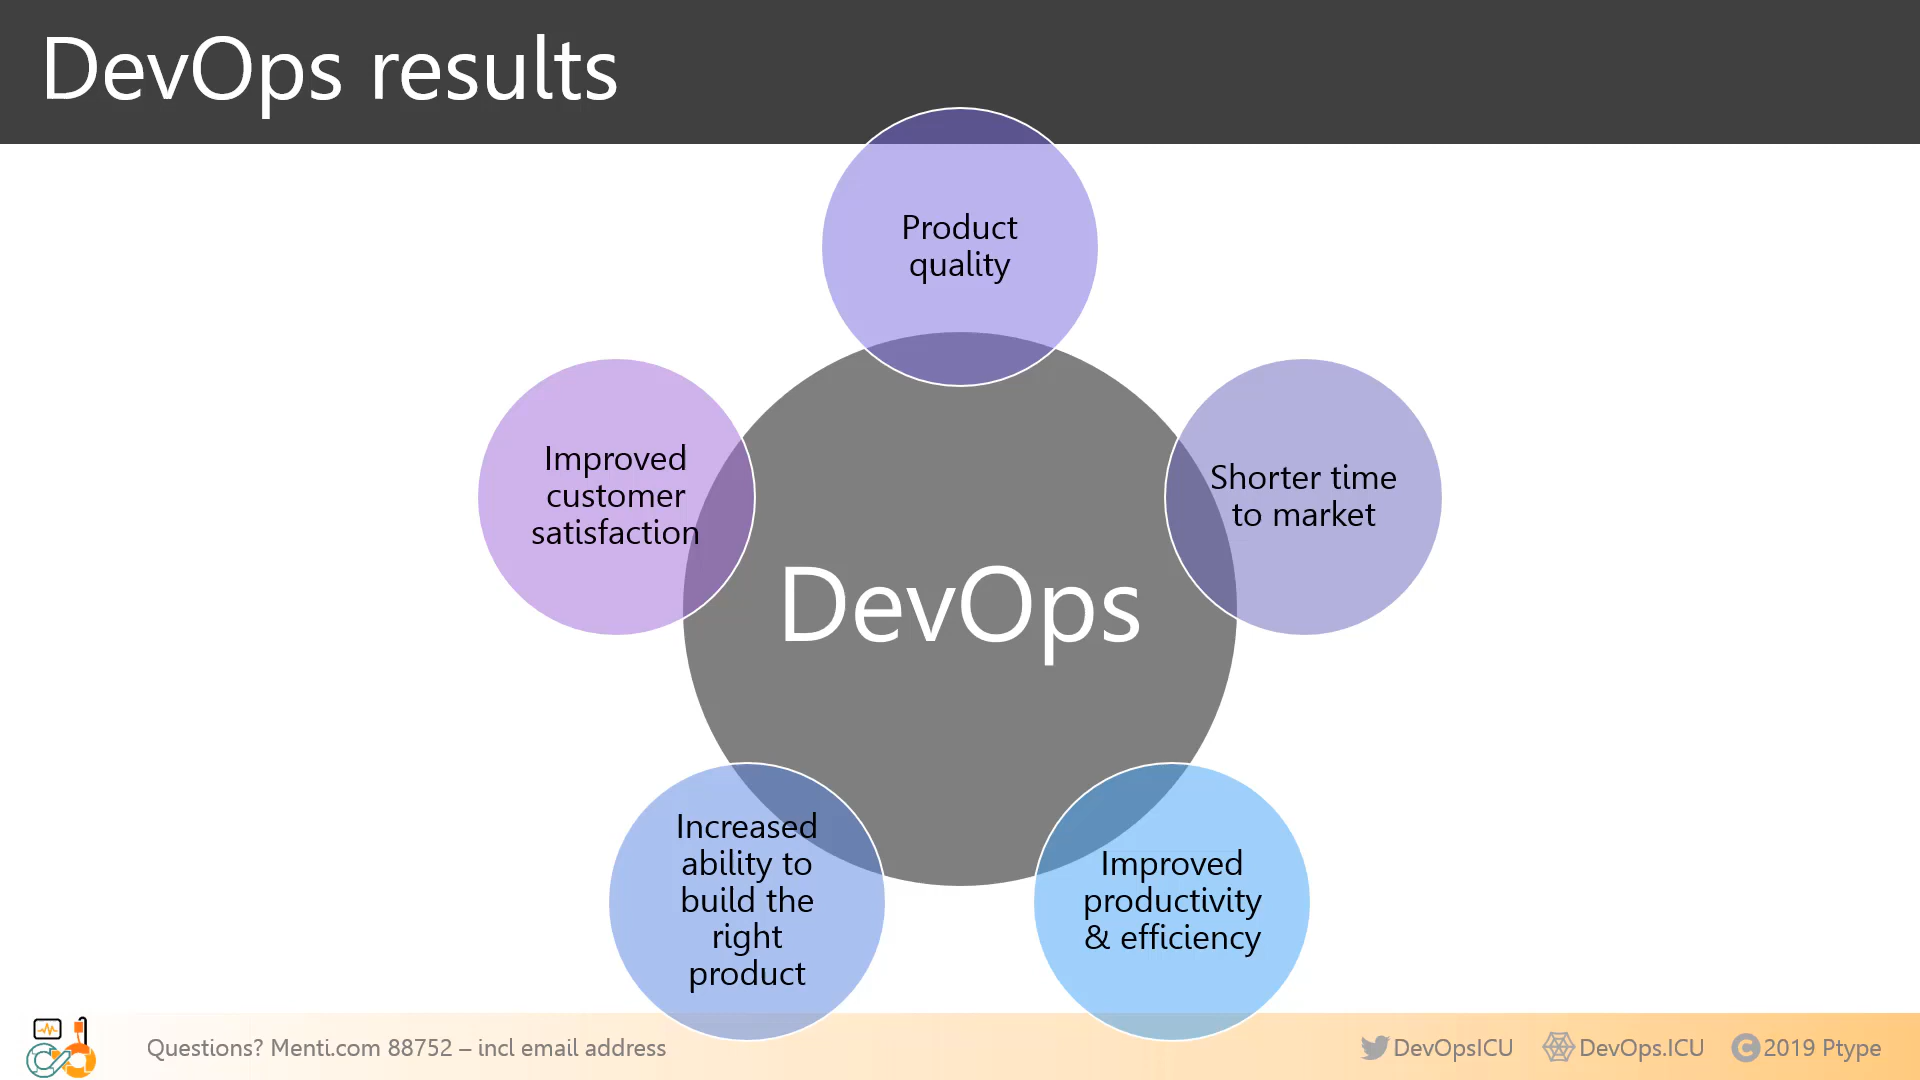 DevOps results
Product
quality
Improved
customer
satisfaction
Shorter time
to market
DevOps
Increased
ability to
build the
right
product
Improved
productivity
& efficiency
Questions? Menti.com 88752 – incl email address
DevOpsICU
DevOps.ICU
© 2019 Ptype